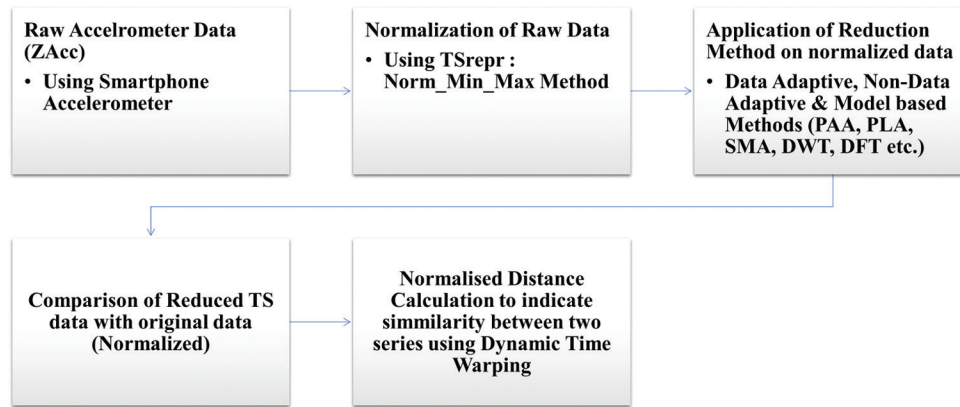 Raw Accelrometer Data
(ZAcc)
• Using Smartphone
Accelerometer
Normalization of Raw Data
• Using TSrepr :
Norm_Min_Max Method
Application of Reduction
Method on normalized data
• Data Adaptive, Non-Data
Adaptive & Model based
Methods (PAA, PLA,
SMA, DWT, DFT etc.)
Comparison of Reduced TS
data with original data
(Normalized)
Normalised Distance
Calculation to indicate
simmilarity between two
series using Dynamic Time
Warping